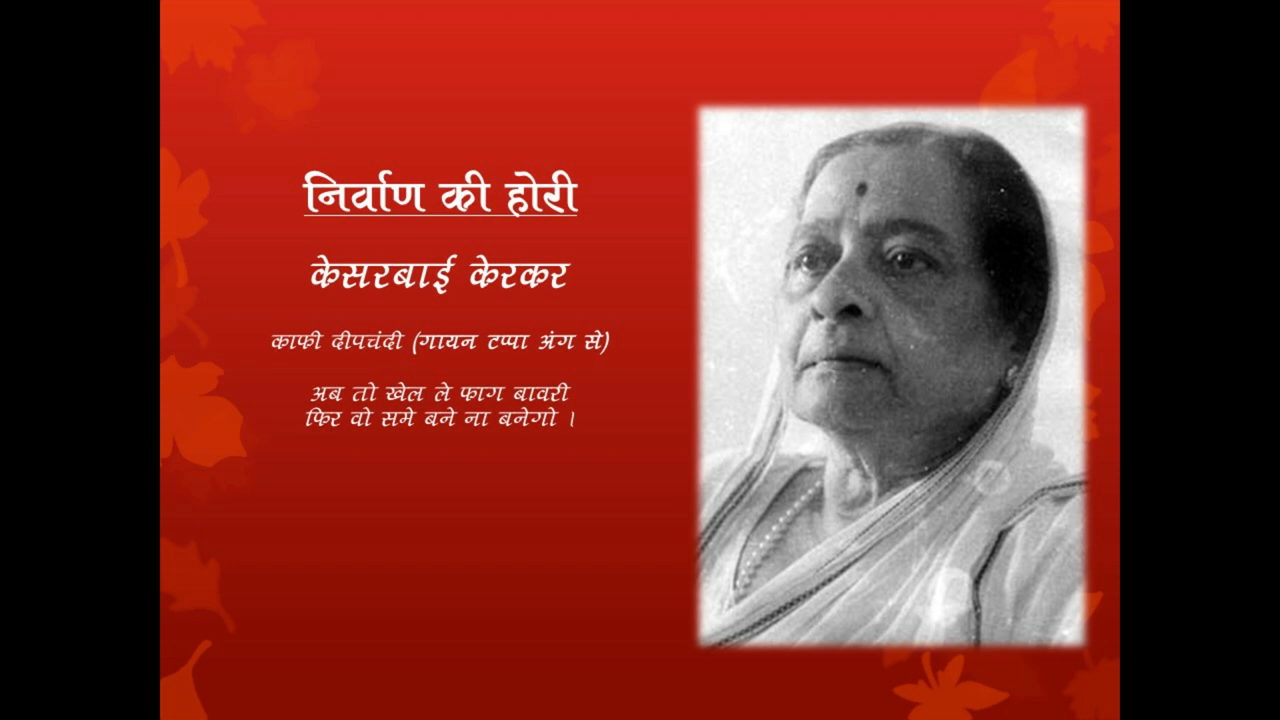 निर्वाण की होरी
केसरबाई केरकर
काफी दीपचंदी (गायन टप्पा अंग से)
अब तो खेल ले फाग बावरी
फिर वो समे बने ना बनेगो ।